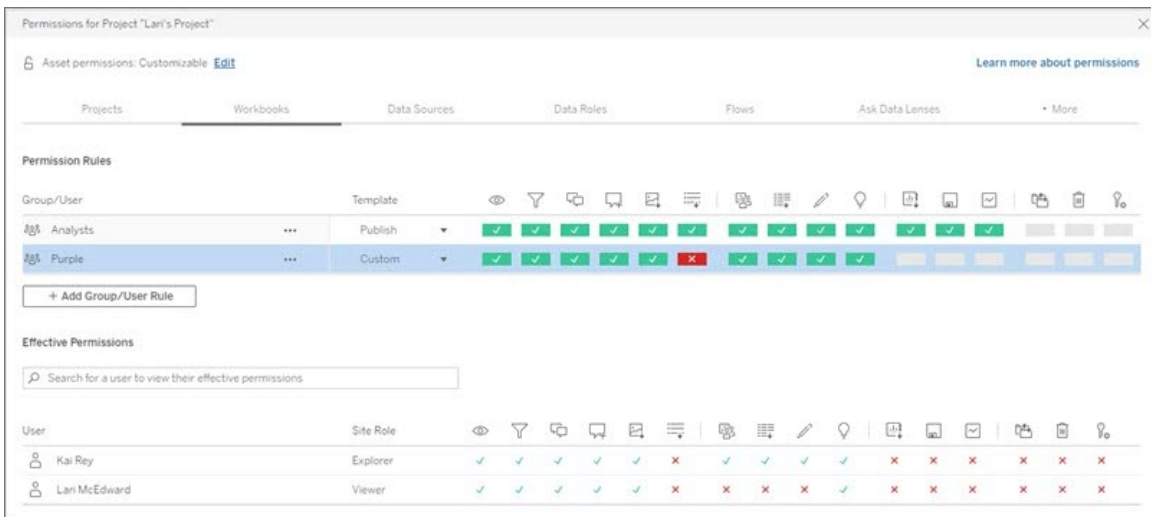 Permissions for Project "Lari's Project"
Asset permissions: Customizable Edit Learn more about permissions
Projects Workbooks Data Sources Data Roles Flows Ask Data Lenses • More
Permission Rules
Group/User Template
Analysts ••• Publish
Purple ••• Custom
+ Add Group/User Rule
Effective Permissions
Search for a user to view their effective permissions
User Site Role
Kai Rey Explorer
Lari McEdward Viewer